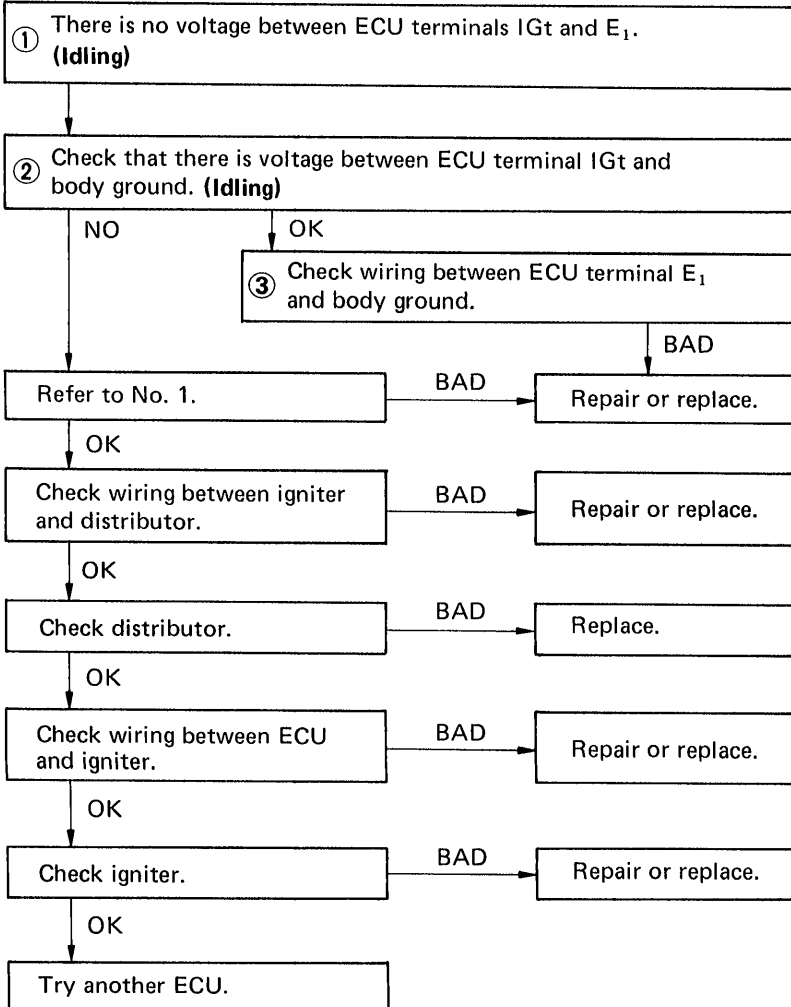 ① There is no voltage between ECU terminals IGt and E₁.
(Idling)
② Check that there is voltage between ECU terminal IGt and
body ground. (Idling)
NO
OK
③ Check wiring between ECU terminal E₁
and body ground.
BAD
Refer to No. 1.
BAD
Repair or replace.
OK
Check wiring between igniter
and distributor.
BAD
Repair or replace.
OK
Check distributor.
BAD
Replace.
OK
Check wiring between ECU
and igniter.
BAD
Repair or replace.
OK
Check igniter.
BAD
Repair or replace.
OK
Try another ECU.